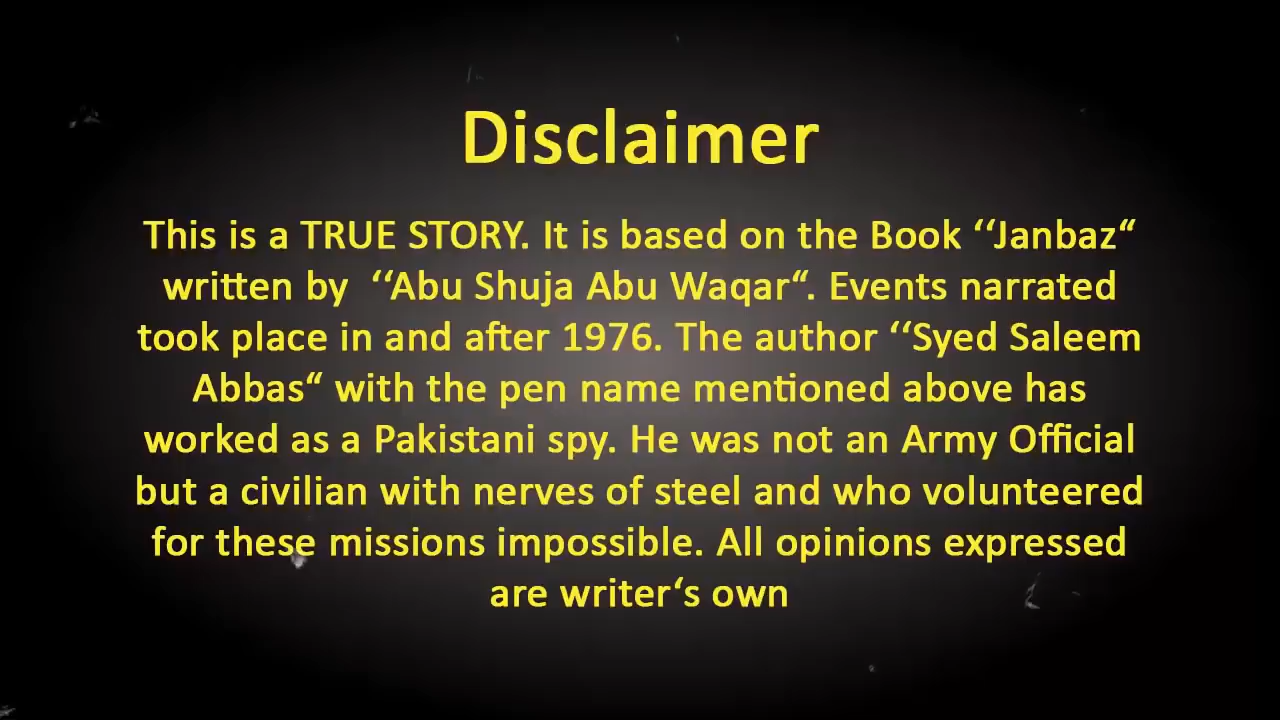 Disclaimer
This is a TRUE STORY. It is based on the Book ‘‘Janbaz“
written by ‘‘Abu Shuja Abu Waqar“. Events narrated
took place in and after 1976. The author ‘‘Syed Saleem
Abbas“ with the pen name mentioned above has
worked as a Pakistani spy. He was not an Army Official
but a civilian with nerves of steel and who volunteered
for these missions impossible. All opinions expressed
are writer‘s own